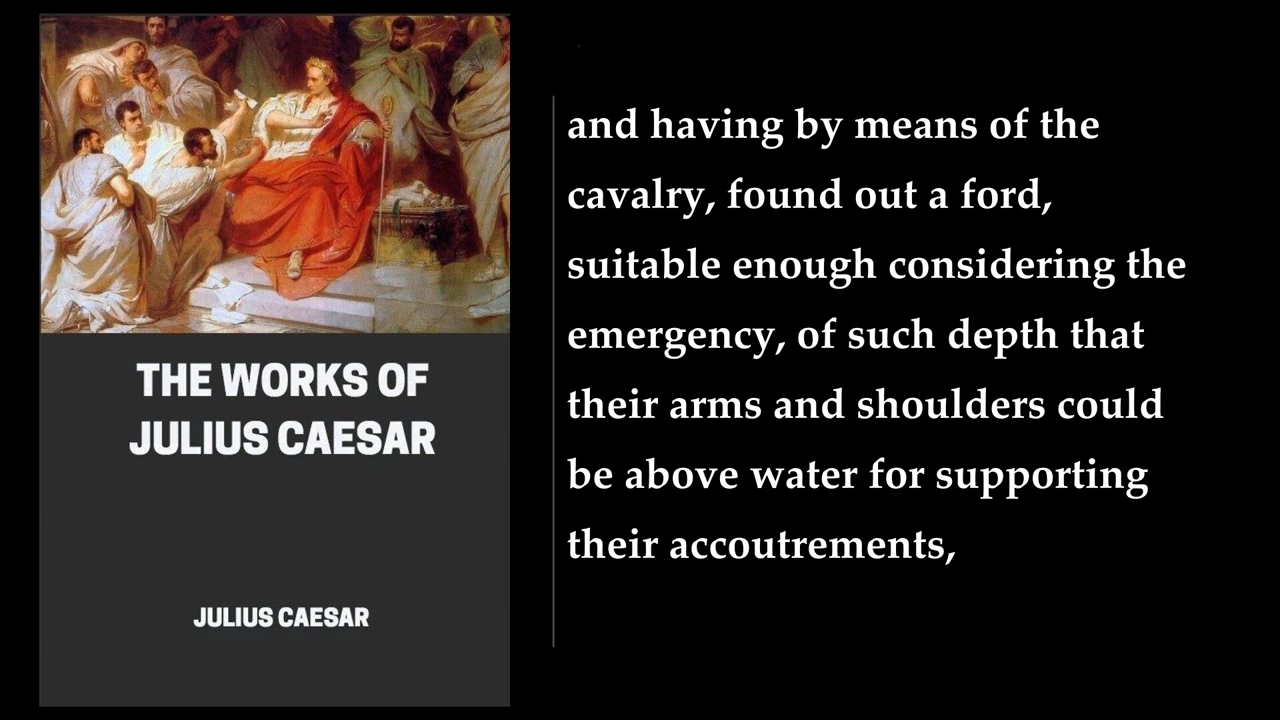 THE WORKS OF
JULIUS CAESAR
JULIUS CAESAR
and having by means of the
cavalry, found out a ford,
suitable enough considering the
emergency, of such depth that
their arms and shoulders could
be above water for supporting
their accoutrements,